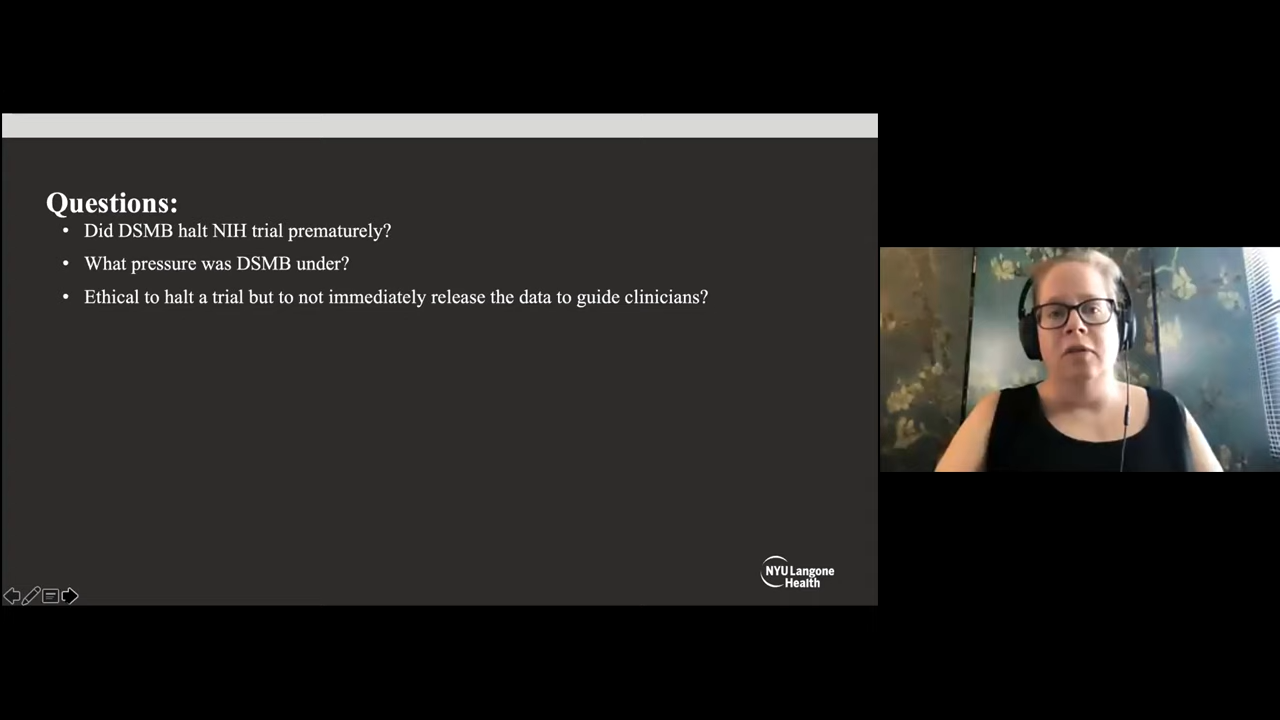 Questions:
• Did DSMB halt NIH trial prematurely?
• What pressure was DSMB under?
• Ethical to halt a trial but to not immediately release the data to guide clinicians?
NYU Langone
Health